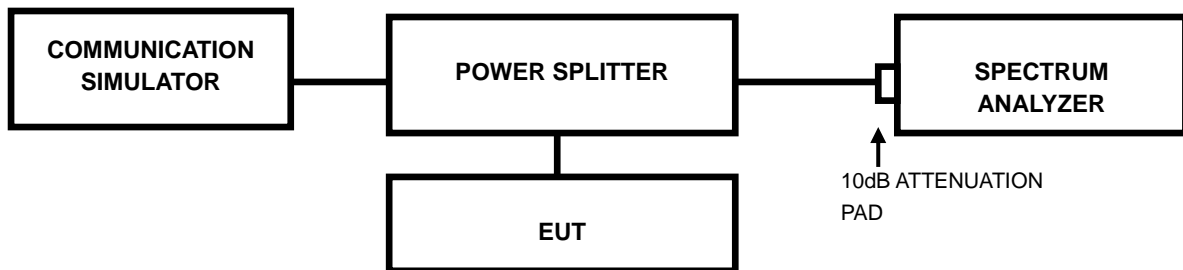 COMMUNICATION
SIMULATOR
POWER SPLITTER
SPECTRUM
ANALYZER
10dB ATTENUATION
PAD
EUT